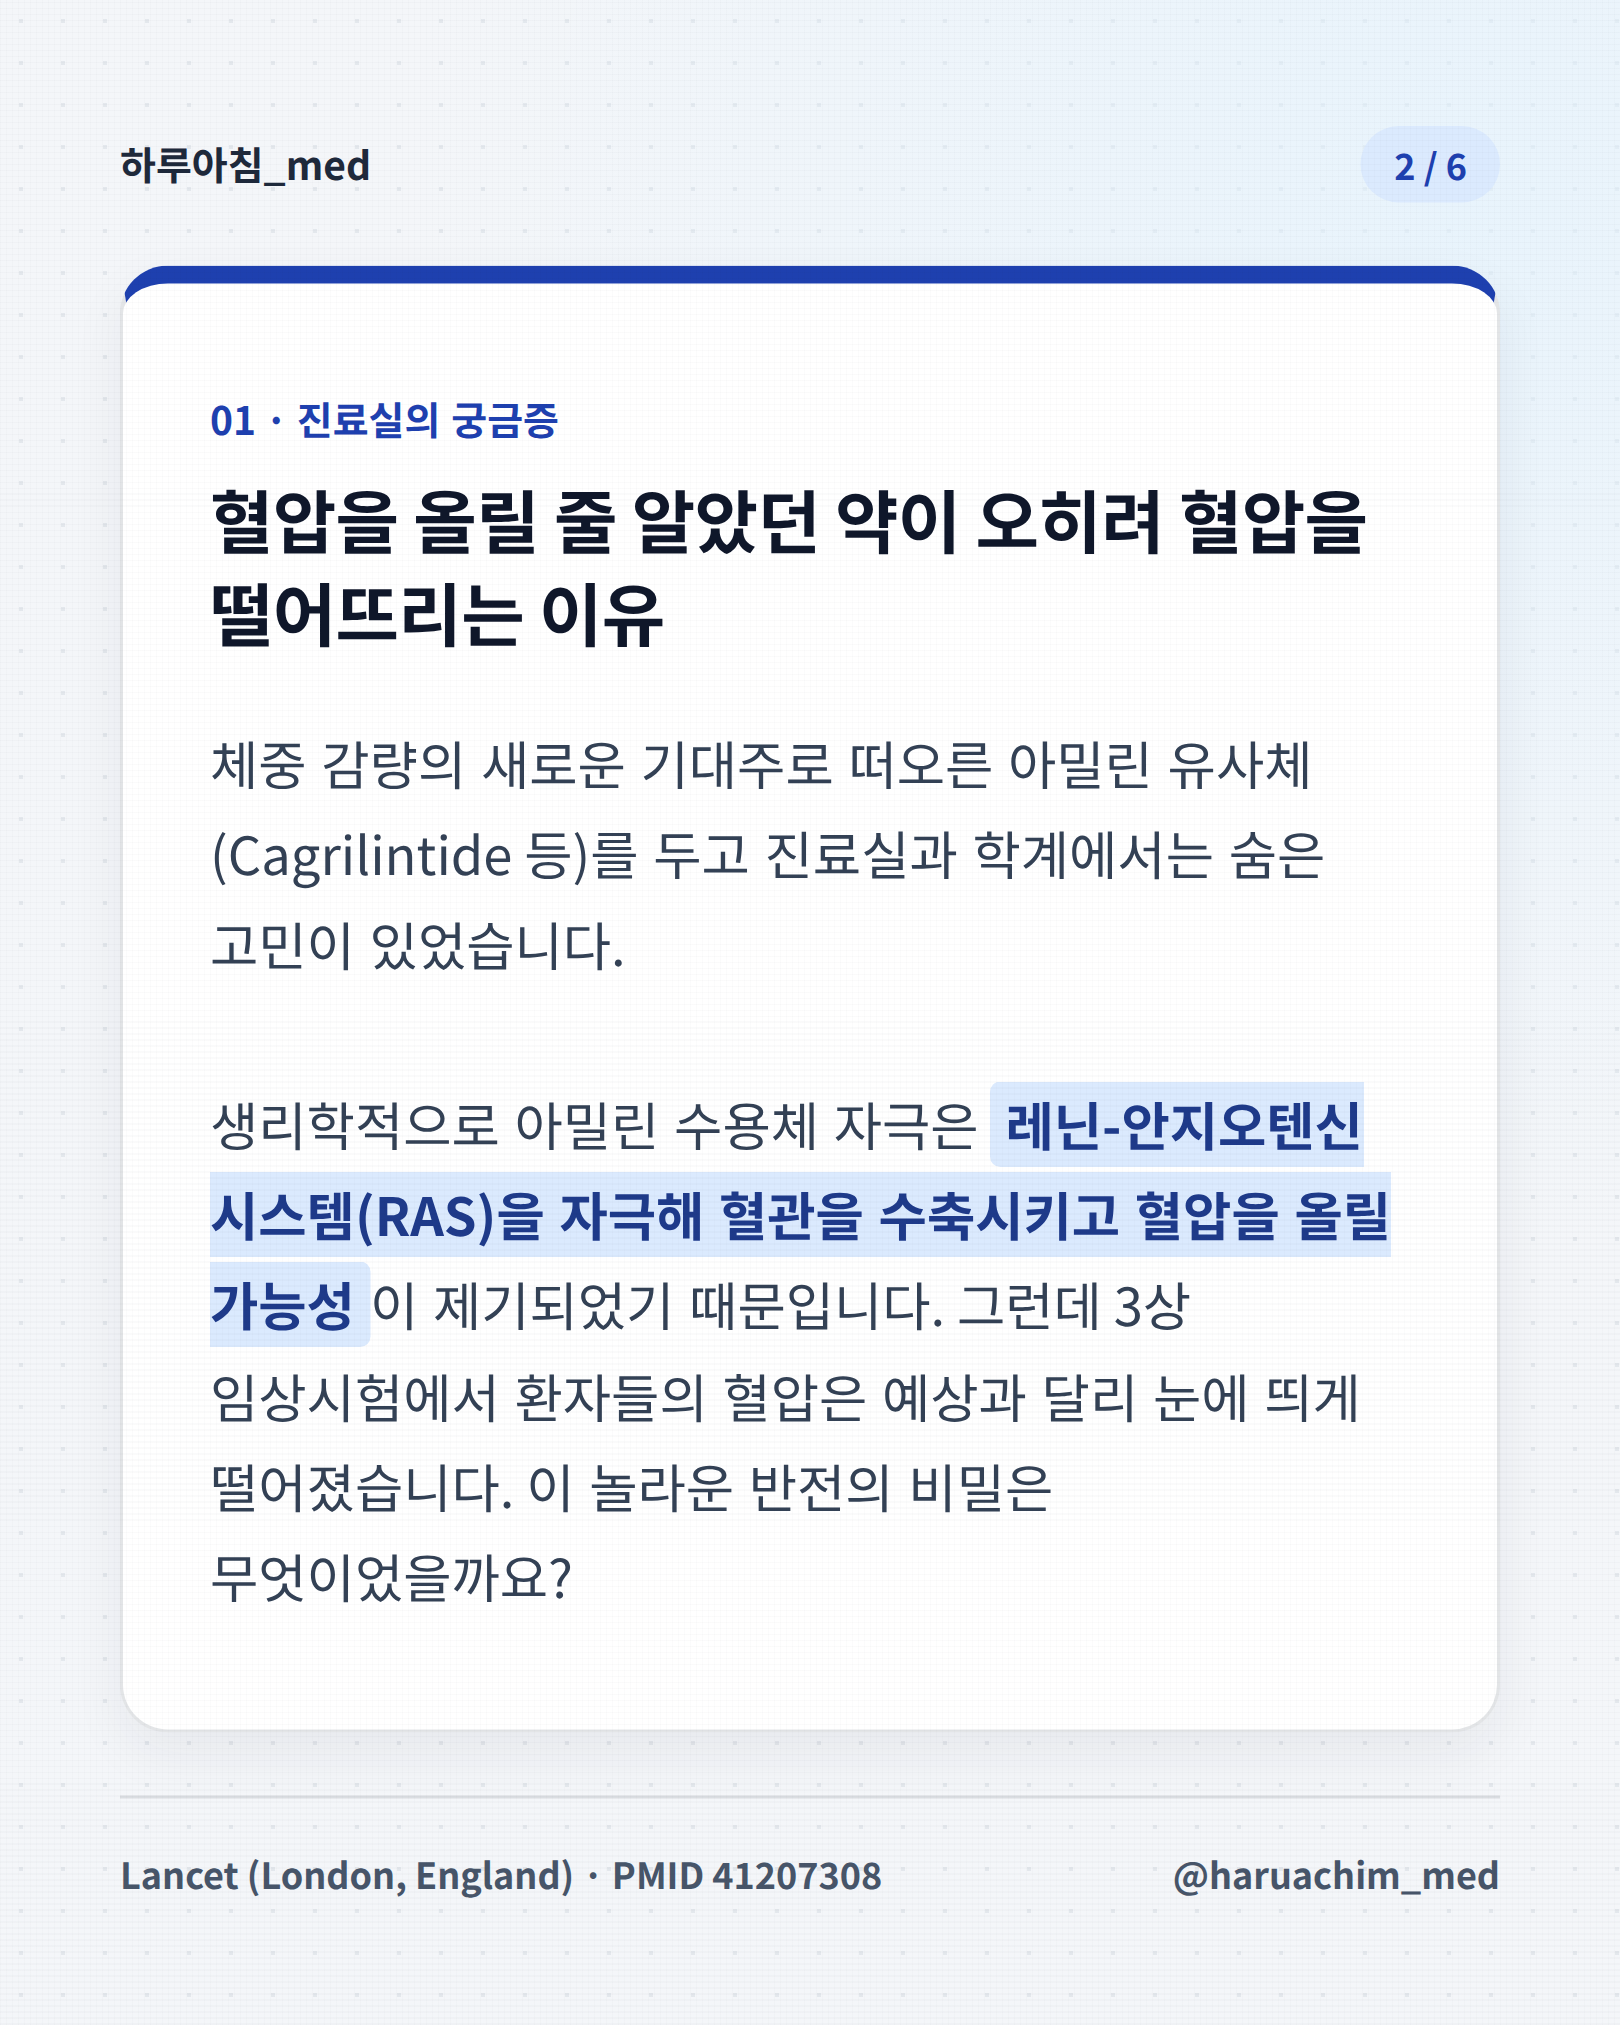 하루아침_med
2 / 6
01 · 진료실의 궁금증
혈압을 올릴 줄 알았던 약이 오히려 혈압을
떨어뜨리는 이유
체중 감량의 새로운 기대주로 떠오른 아밀린 유사체
(Cagrilintide 등)를 두고 진료실과 학계에서는 숨은
고민이 있었습니다.
생리학적으로 아밀린 수용체 자극은 레닌-안지오텐신
시스템(RAS)을 자극해 혈관을 수축시키고 혈압을 올릴
가능성이 제기되었기 때문입니다. 그런데 3상
임상시험에서 환자들의 혈압은 예상과 달리 눈에 띄게
떨어졌습니다. 이 놀라운 반전의 비밀은
무엇이었을까요?
Lancet (London, England) · PMID 41207308
@haruachim_med